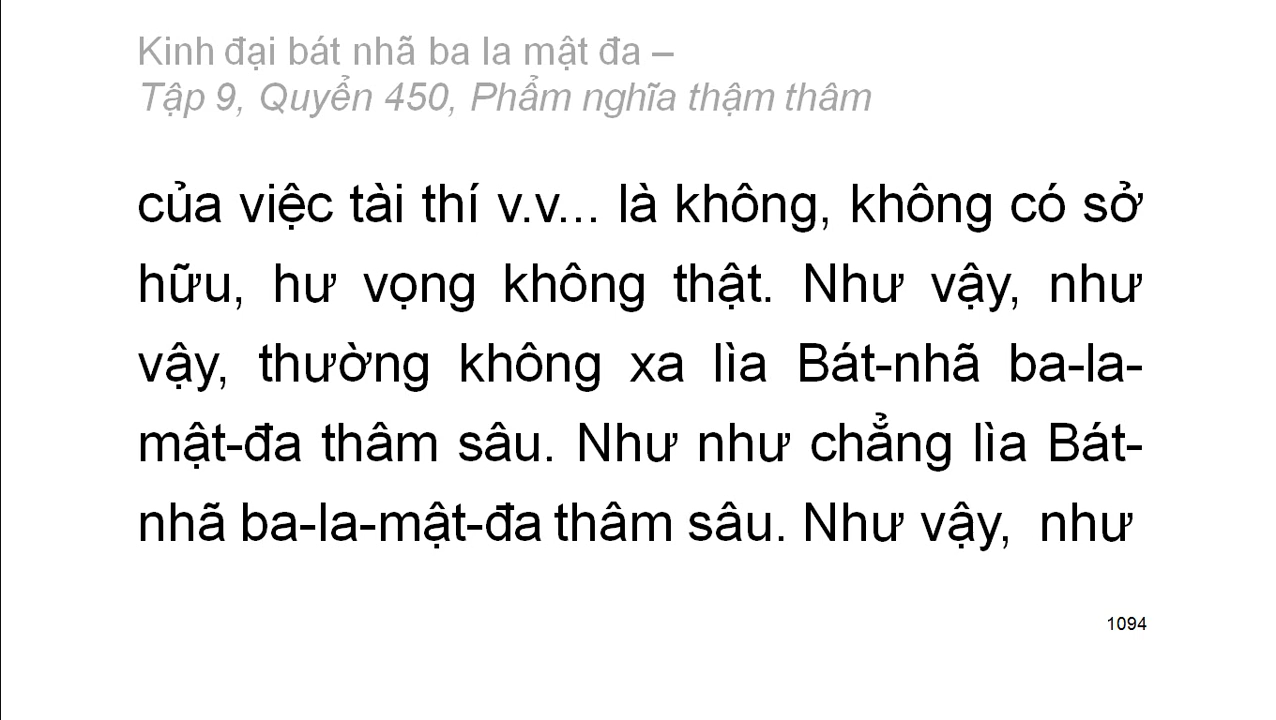 Kinh đại bát nhã ba la mật đa –
Tập 9, Quyển 450, Phẩm nghĩa thậm thâm
của việc tài thí v.v... là không, không có sở
hữu, hư vọng không thật. Như vậy, như
vậy, thường không xa lìa Bát-nhã ba-la-
mật-đa thâm sâu. Như như chẳng lìa Bát-
nhã ba-la-mật-đa thâm sâu. Như vậy, như
1094